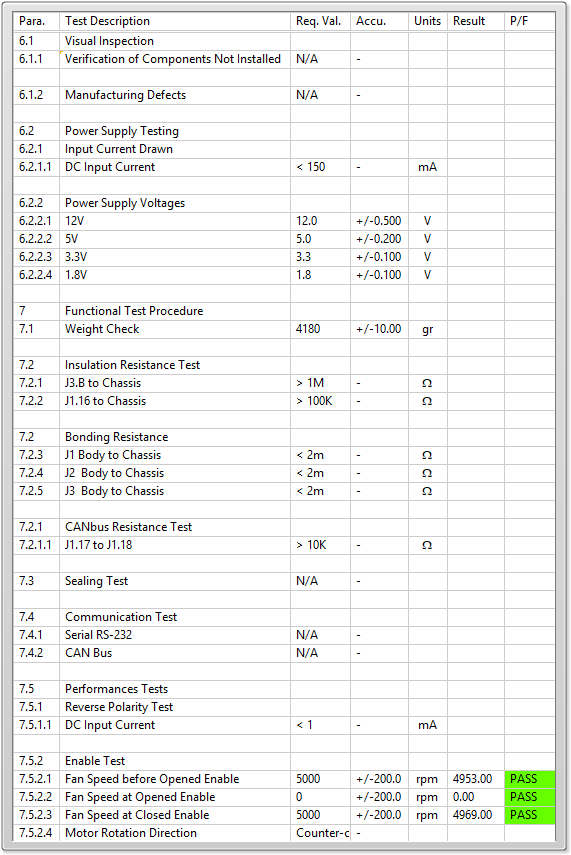 Para. Test Description Req. Val. Accu. Units Result P/F
6.1 Visual Inspection
6.1.1 Verification of Components Not Installed N/A -
6.1.2 Manufacturing Defects N/A -
6.2 Power Supply Testing
6.2.1 Input Current Drawn
6.2.1.1 DC Input Current < 150 - mA
6.2.2 Power Supply Voltages
6.2.2.1 12V 12.0 +/-0.500 V
6.2.2.2 5V 5.0 +/-0.200 V
6.2.2.3 3.3V 3.3 +/-0.100 V
6.2.2.4 1.8V 1.8 +/-0.100 V
7 Functional Test Procedure
7.1 Weight Check 4180 +/-10.00 gr
7.2 Insulation Resistance Test
7.2.1 J3.B to Chassis > 1M - Ω
7.2.2 J1.16 to Chassis > 100K - Ω
7.2 Bonding Resistance
7.2.3 J1 Body to Chassis < 2m - Ω
7.2.4 J2 Body to Chassis < 2m - Ω
7.2.5 J3 Body to Chassis < 2m - Ω
7.2.1 CANbus Resistance Test
7.2.1.1 J1.17 to J1.18 > 10K - Ω
7.3 Sealing Test N/A -
7.4 Communication Test
7.4.1 Serial RS-232 N/A -
7.4.2 CAN Bus N/A -
7.5 Performances Tests
7.5.1 Reverse Polarity Test
7.5.1.1 DC Input Current < 1 - mA
7.5.2 Enable Test
7.5.2.1 Fan Speed before Opened Enable 5000 +/-200.0 rpm 4953.00 PASS
7.5.2.2 Fan Speed at Opened Enable 0 +/-200.0 rpm 0.00 PASS
7.5.2.3 Fan Speed at Closed Enable 5000 +/-200.0 rpm 4969.00 PASS
7.5.2.4 Motor Rotation Direction Counter-c -